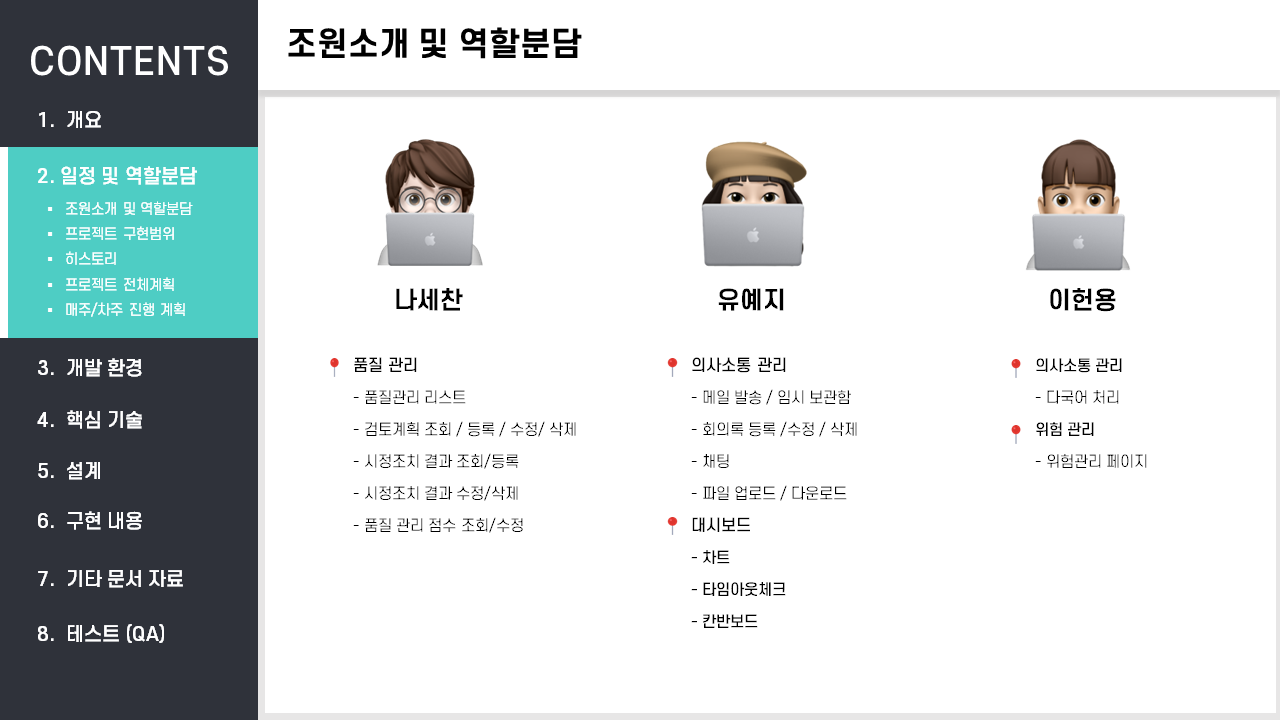 CONTENTS
1. 개요
2. 일정 및 역할분담
▪ 조원소개 및 역할분담
▪ 프로젝트 구현범위
▪ 히스토리
▪ 프로젝트 전체계획
▪ 매주/차주 진행 계획
3. 개발 환경
4. 핵심 기술
5. 설계
6. 구현 내용
7. 기타 문서 자료
8. 테스트 (QA)
조원소개 및 역할분담
나세찬
품질 관리
- 품질관리 리스트
- 검토계획 조회 / 등록 / 수정/ 삭제
- 시정조치 결과 조회/등록
- 시정조치 결과 수정/삭제
- 품질 관리 점수 조회/수정
유예지
의사소통 관리
- 메일 발송 / 임시 보관함
- 회의록 등록 /수정 / 삭제
- 채팅
- 파일 업로드 / 다운로드
대시보드
- 차트
- 타임아웃체크
- 칸반보드
이헌용
의사소통 관리
- 다국어 처리
위험 관리
- 위험관리 페이지